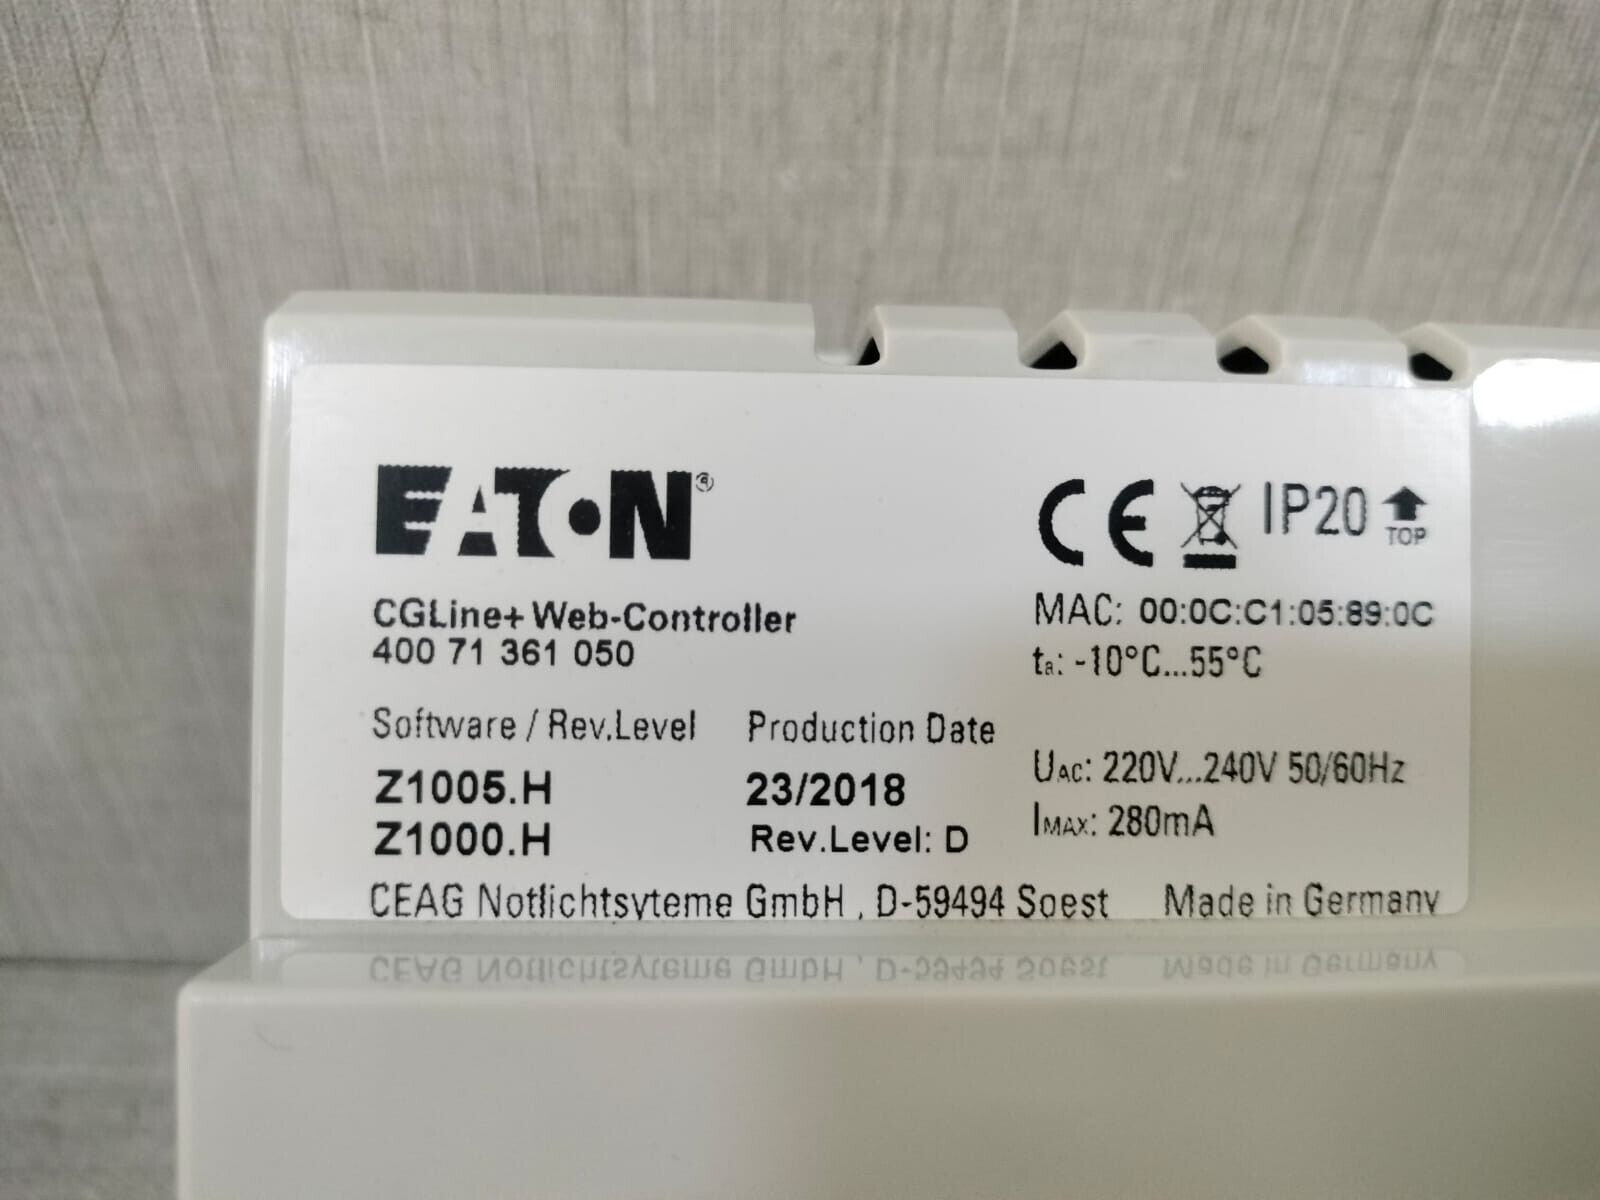 EATON®
CGLine+ Web-Controller
400 71 361 050
Software / Rev.Level
Z1005.H
Z1000.H
Production Date
23/2018
Rev.Level: D
CE IP20 TOP
MAC: 00:0C:C1:05:89:0C
ta: -10°C...55°C
UAC: 220V...240V 50/60Hz
IMAX: 280mA
CEAG Notlichtsyteme GmbH , D-59494 Soest Made in Germany